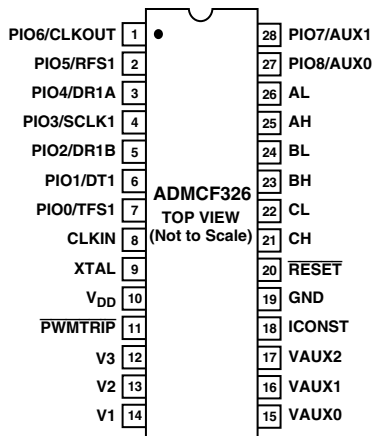 PIO6/CLKOUT 1 28 PIO7/AUX1
PIO5/RFS1 2 27 PIO8/AUX0
PIO4/DR1A 3 26 AL
PIO3/SCLK1 4 25 AH
PIO2/DR1B 5 24 BL
PIO1/DT1 6 23 BH
ADMCF326
PIO0/TFS1 7 TOP VIEW 22 CL
CLKIN 8 (Not to Scale) 21 CH
XTAL 9 20 RESET
VDD 10 19 GND
PWMTRIP 11 18 ICONST
V3 12 17 VAUX2
V2 13 16 VAUX1
V1 14 15 VAUX0